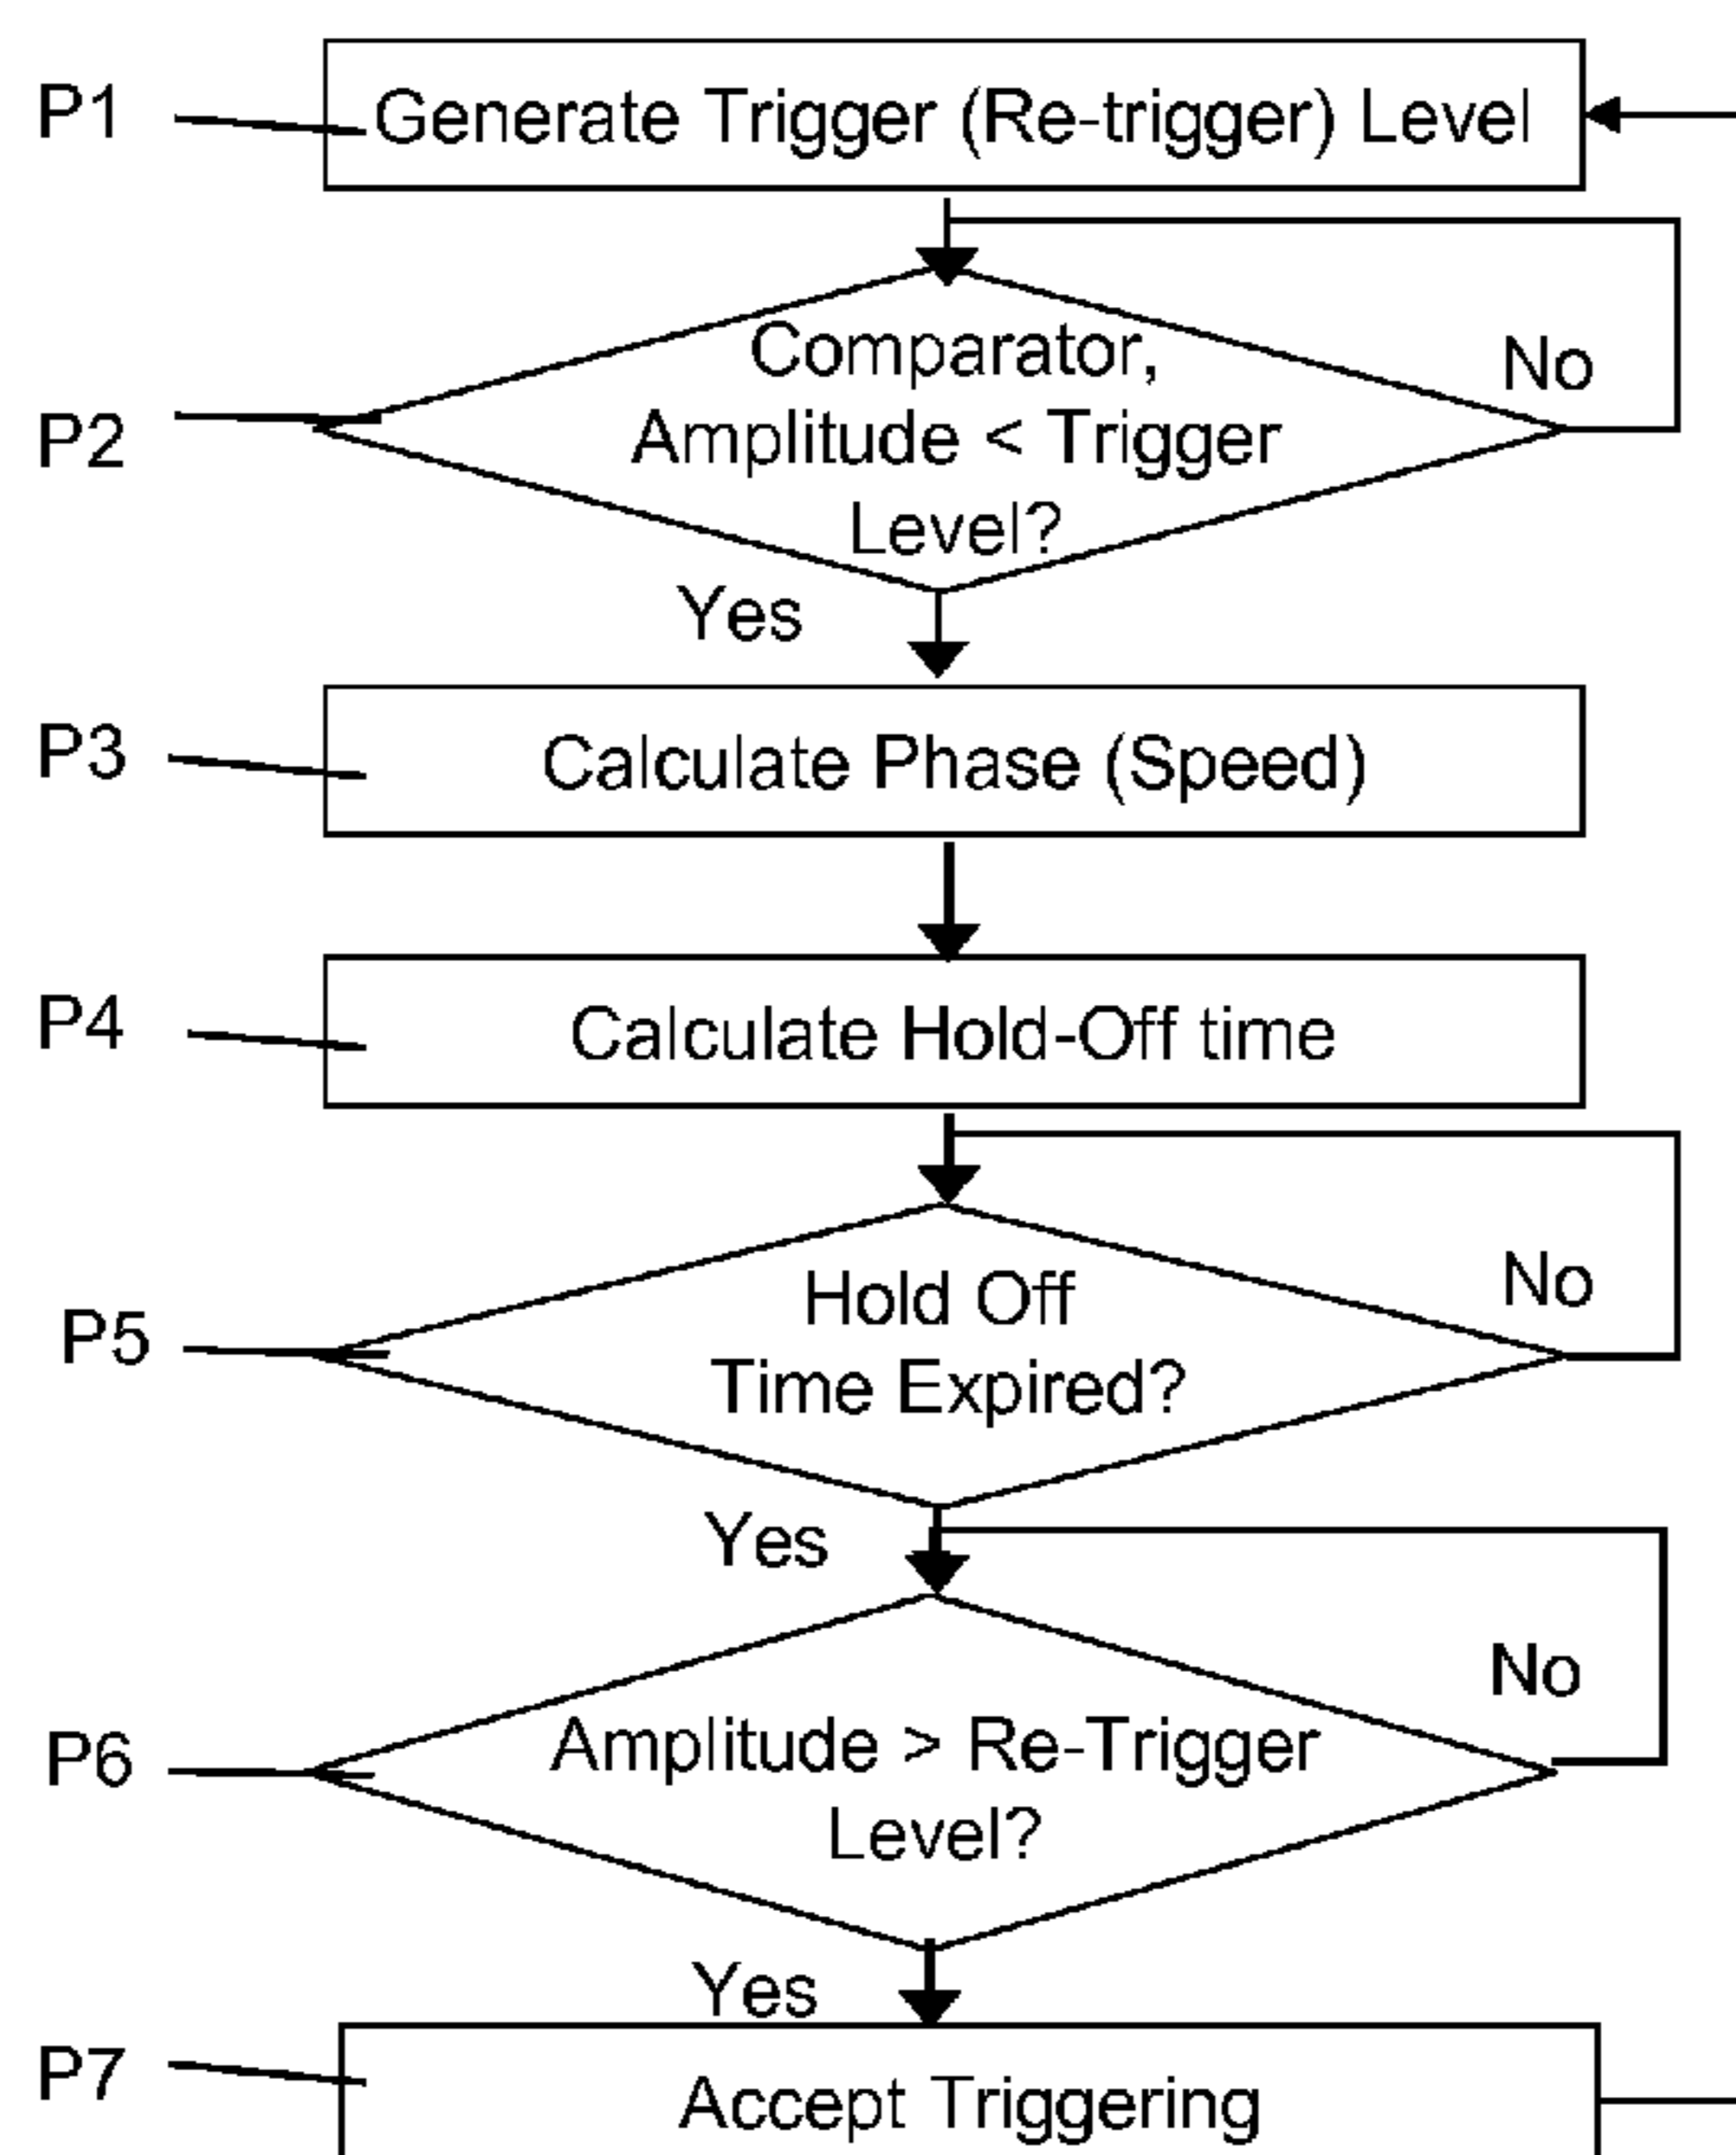 P1
Generate Trigger (Re-trigger) Level
P2
Comparator,
Amplitude < Trigger
Level?
No
Yes
P3
Calculate Phase (Speed)
P4
Calculate Hold-Off time
P5
Hold Off
Time Expired?
No
Yes
P6
Amplitude > Re-Trigger
Level?
No
Yes
P7
Accept Triggering